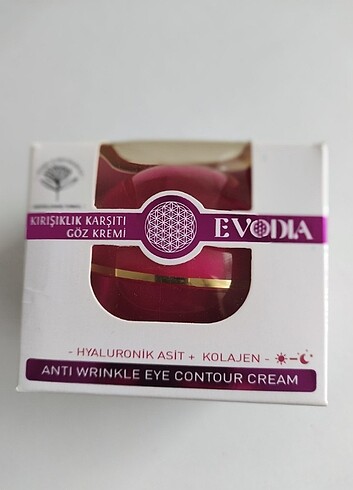 KIRIŞIKLIK KARŞITI
GÖZ KREMİ
EVODIA
- HYALURONİK ASİT + KOLAJEN -
ANTI WRINKLE EYE CONTOUR CREAM